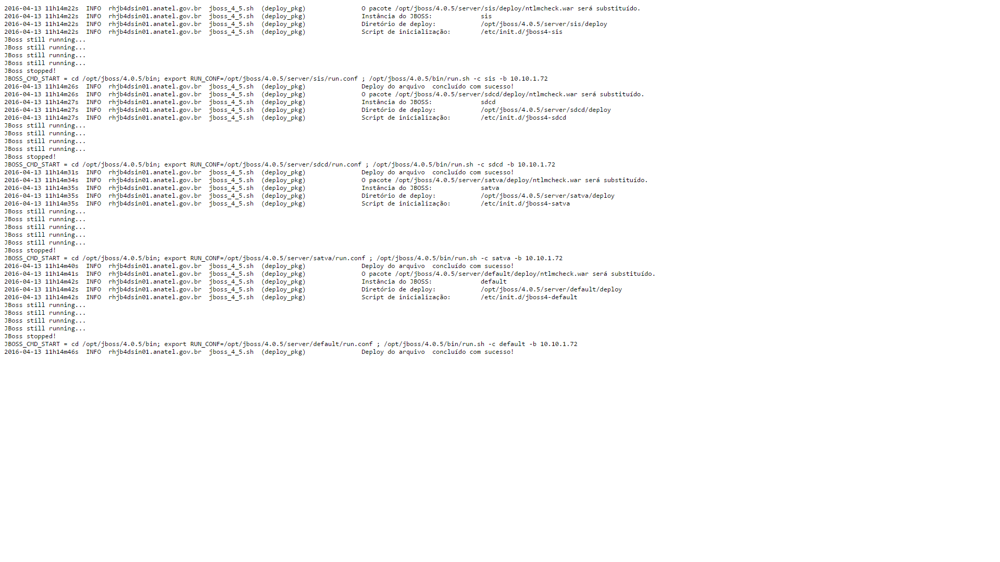 2016-04-13 11h14m22s  INFO  rhjb4dsin01.anatel.gov.br  jboss_4_5.sh  (deploy_pkg)               O pacote /opt/jboss/4.0.5/server/sis/deploy/ntlmcheck.war será substituído.
2016-04-13 11h14m22s  INFO  rhjb4dsin01.anatel.gov.br  jboss_4_5.sh  (deploy_pkg)               Instância do JBOSS:             sis
2016-04-13 11h14m22s  INFO  rhjb4dsin01.anatel.gov.br  jboss_4_5.sh  (deploy_pkg)               Diretório de deploy:            /opt/jboss/4.0.5/server/sis/deploy
2016-04-13 11h14m22s  INFO  rhjb4dsin01.anatel.gov.br  jboss_4_5.sh  (deploy_pkg)               Script de inicialização:        /etc/init.d/jboss4-sis
JBoss still running...
JBoss still running...
JBoss still running...
JBoss still running...
JBoss stopped!
JBOSS_CMD_START = cd /opt/jboss/4.0.5/bin; export RUN_CONF=/opt/jboss/4.0.5/server/sis/run.conf ; /opt/jboss/4.0.5/bin/run.sh -c sis -b 10.10.1.72
2016-04-13 11h14m26s  INFO  rhjb4dsin01.anatel.gov.br  jboss_4_5.sh  (deploy_pkg)               Deploy do arquivo  concluído com sucesso!
2016-04-13 11h14m26s  INFO  rhjb4dsin01.anatel.gov.br  jboss_4_5.sh  (deploy_pkg)               O pacote /opt/jboss/4.0.5/server/sdcd/deploy/ntlmcheck.war será substituído.
2016-04-13 11h14m27s  INFO  rhjb4dsin01.anatel.gov.br  jboss_4_5.sh  (deploy_pkg)               Instância do JBOSS:             sdcd
2016-04-13 11h14m27s  INFO  rhjb4dsin01.anatel.gov.br  jboss_4_5.sh  (deploy_pkg)               Diretório de deploy:            /opt/jboss/4.0.5/server/sdcd/deploy
2016-04-13 11h14m27s  INFO  rhjb4dsin01.anatel.gov.br  jboss_4_5.sh  (deploy_pkg)               Script de inicialização:        /etc/init.d/jboss4-sdcd
JBoss still running...
JBoss still running...
JBoss still running...
JBoss still running...
JBoss stopped!
JBOSS_CMD_START = cd /opt/jboss/4.0.5/bin; export RUN_CONF=/opt/jboss/4.0.5/server/sdcd/run.conf ; /opt/jboss/4.0.5/bin/run.sh -c sdcd -b 10.10.1.72
2016-04-13 11h14m31s  INFO  rhjb4dsin01.anatel.gov.br  jboss_4_5.sh  (deploy_pkg)               Deploy do arquivo  concluído com sucesso!
2016-04-13 11h14m34s  INFO  rhjb4dsin01.anatel.gov.br  jboss_4_5.sh  (deploy_pkg)               O pacote /opt/jboss/4.0.5/server/satva/deploy/ntlmcheck.war será substituído.
2016-04-13 11h14m35s  INFO  rhjb4dsin01.anatel.gov.br  jboss_4_5.sh  (deploy_pkg)               Instância do JBOSS:             satva
2016-04-13 11h14m35s  INFO  rhjb4dsin01.anatel.gov.br  jboss_4_5.sh  (deploy_pkg)               Diretório de deploy:            /opt/jboss/4.0.5/server/satva/deploy
2016-04-13 11h14m35s  INFO  rhjb4dsin01.anatel.gov.br  jboss_4_5.sh  (deploy_pkg)               Script de inicialização:        /etc/init.d/jboss4-satva
JBoss still running...
JBoss still running...
JBoss still running...
JBoss still running...
JBoss still running...
JBoss stopped!
JBOSS_CMD_START = cd /opt/jboss/4.0.5/bin; export RUN_CONF=/opt/jboss/4.0.5/server/satva/run.conf ; /opt/jboss/4.0.5/bin/run.sh -c satva -b 10.10.1.72
2016-04-13 11h14m40s  INFO  rhjb4dsin01.anatel.gov.br  jboss_4_5.sh  (deploy_pkg)               Deploy do arquivo  concluído com sucesso!
2016-04-13 11h14m41s  INFO  rhjb4dsin01.anatel.gov.br  jboss_4_5.sh  (deploy_pkg)               O pacote /opt/jboss/4.0.5/server/default/deploy/ntlmcheck.war será substituído.
2016-04-13 11h14m42s  INFO  rhjb4dsin01.anatel.gov.br  jboss_4_5.sh  (deploy_pkg)               Instância do JBOSS:             default
2016-04-13 11h14m42s  INFO  rhjb4dsin01.anatel.gov.br  jboss_4_5.sh  (deploy_pkg)               Diretório de deploy:            /opt/jboss/4.0.5/server/default/deploy
2016-04-13 11h14m42s  INFO  rhjb4dsin01.anatel.gov.br  jboss_4_5.sh  (deploy_pkg)               Script de inicialização:        /etc/init.d/jboss4-default
JBoss still running...
JBoss still running...
JBoss still running...
JBoss still running...
JBoss stopped!
JBOSS_CMD_START = cd /opt/jboss/4.0.5/bin; export RUN_CONF=/opt/jboss/4.0.5/server/default/run.conf ; /opt/jboss/4.0.5/bin/run.sh -c default -b 10.10.1.72
2016-04-13 11h14m46s  INFO  rhjb4dsin01.anatel.gov.br  jboss_4_5.sh  (deploy_pkg)               Deploy do arquivo  concluído com sucesso!